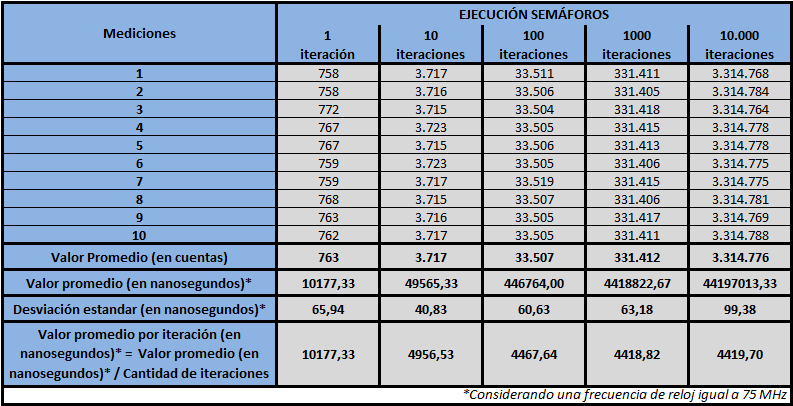 Mediciones
EJECUCIÓN SEMÁFOROS
1 iteración 10 iteraciones 100 iteraciones 1000 iteraciones 10.000 iteraciones
1 758 3.717 33.511 331.411 3.314.768
2 758 3.716 33.506 331.405 3.314.784
3 772 3.715 33.504 331.418 3.314.764
4 767 3.723 33.505 331.415 3.314.778
5 767 3.715 33.506 331.413 3.314.778
6 759 3.723 33.505 331.406 3.314.775
7 759 3.717 33.519 331.415 3.314.775
8 768 3.715 33.507 331.406 3.314.781
9 763 3.716 33.505 331.417 3.314.769
10 762 3.717 33.505 331.411 3.314.788
Valor Promedio (en cuentas) 763 3.717 33.507 331.412 3.314.776
Valor promedio (en nanosegundos)* 10177,33 49565,33 446764,00 4418822,67 44197013,33
Desviación estandar (en nanosegundos)* 65,94 40,83 60,63 63,18 99,38
Valor promedio por iteración (en
nanosegundos)* = Valor promedio (en
nanosegundos)* / Cantidad de iteraciones
10177,33 4956,53 4467,64 4418,82 4419,70
*Considerando una frecuencia de reloj igual a 75 MHz